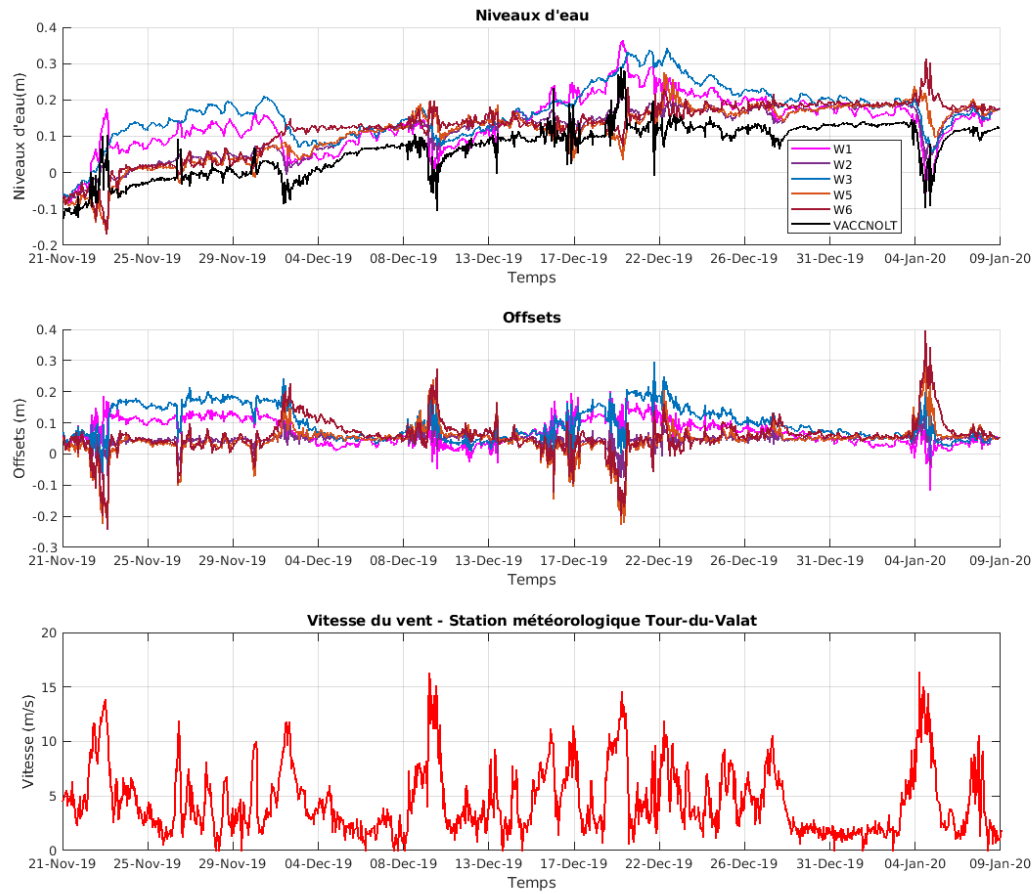 Niveaux d'eau
Niveaux d'eau(m)
0.4
0.3
0.2
0.1
0
-0.1
-0.2
W1
W2
W3
W5
W6
VACCNOLT
21-Nov-19 25-Nov-19 29-Nov-19 04-Dec-19 08-Dec-19 13-Dec-19 17-Dec-19 22-Dec-19 26-Dec-19 31-Dec-19 04-Jan-20 09-Jan-20
Temps
Offsets
Offsets (m)
0.4
0.3
0.2
0.1
0
-0.1
-0.2
-0.3
21-Nov-19 25-Nov-19 29-Nov-19 04-Dec-19 08-Dec-19 13-Dec-19 17-Dec-19 22-Dec-19 26-Dec-19 31-Dec-19 04-Jan-20 09-Jan-20
Temps
Vitesse du vent - Station météorologique Tour-du-Valat
Vitesse (m/s)
20
15
10
5
0
21-Nov-19 25-Nov-19 29-Nov-19 04-Dec-19 08-Dec-19 13-Dec-19 17-Dec-19 22-Dec-19 26-Dec-19 31-Dec-19 04-Jan-20 09-Jan-20
Temps